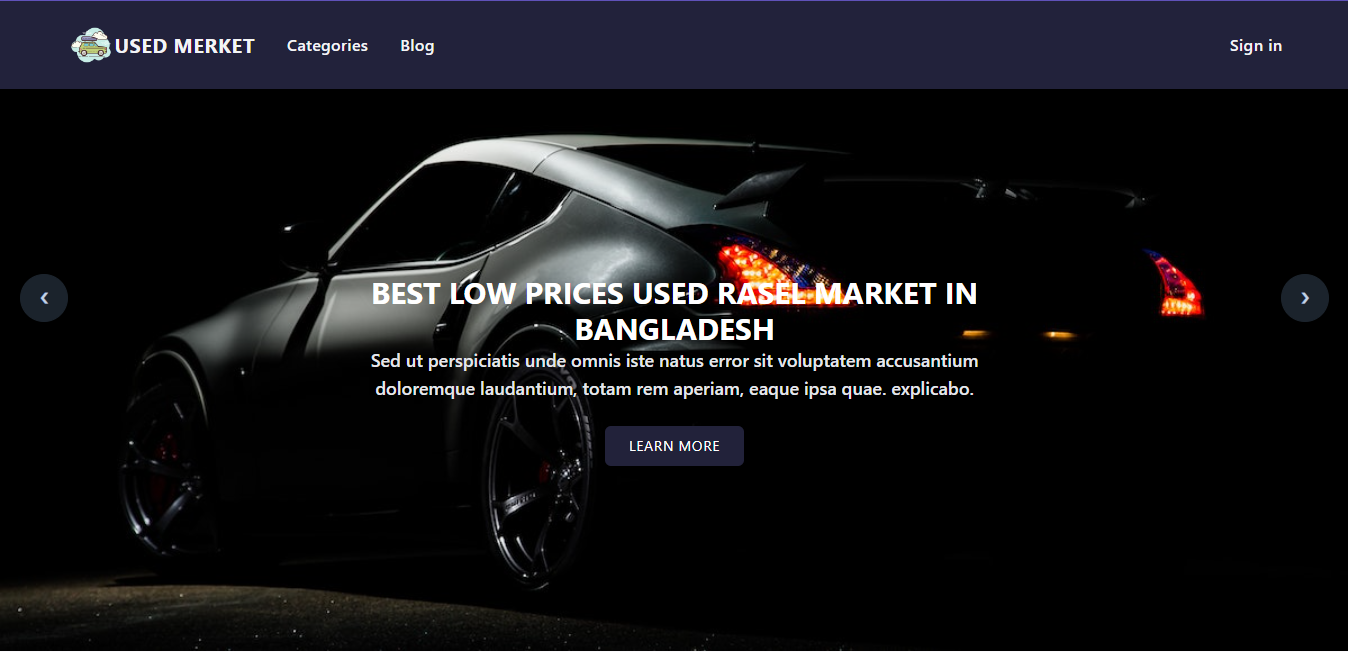 USED MERKET
Categories
Blog
Sign in
BEST LOW PRICES USED RASEL MARKET IN
BANGLADESH
Sed ut perspiciatis unde omnis iste natus error sit voluptatem accusantium
doloremque laudantium, totam rem aperiam, eaque ipsa quae. explicabo.
LEARN MORE